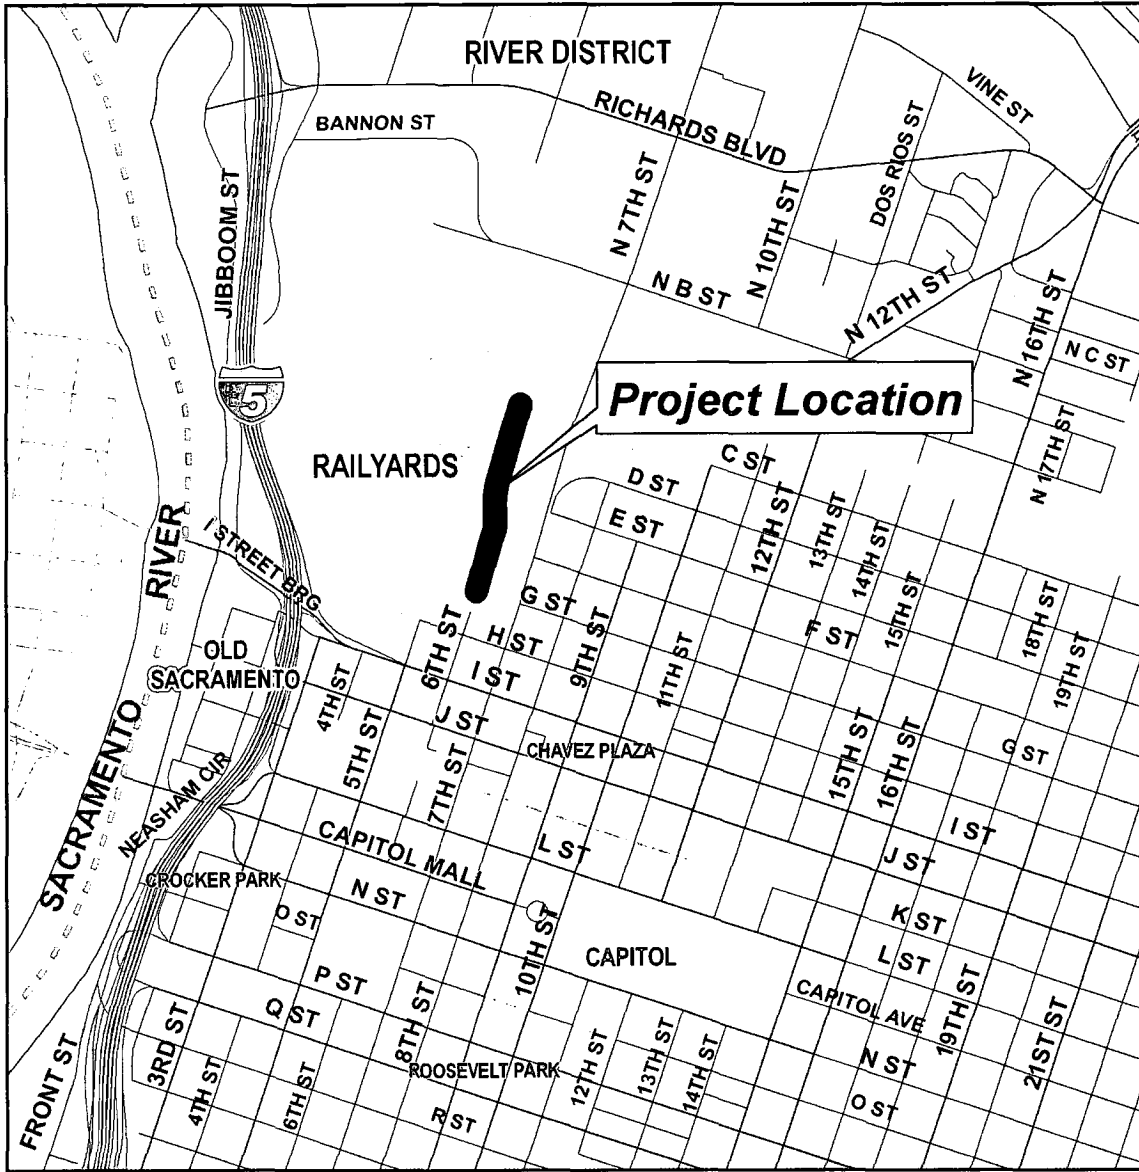 RIVER DISTRICT
VINE ST
RICHARDS BLVD
BANNON ST
DOS RIOS ST
N 7TH ST
N 10TH ST
JIBBOOM ST
N B ST
N 12TH ST
N 16TH ST
N C ST
5
Project Location
RAILYARDS
C ST
D ST
N 17TH ST
E ST
12TH ST
13TH ST
14TH ST
I STREET BRG
RIVER
G ST
15TH ST
F ST
18TH ST
H ST
9TH ST
6TH ST
11TH ST
19TH ST
OLD
SACRAMENTO
I ST
4TH ST
J ST
5TH ST
CHAVEZ PLAZA
15TH ST
16TH ST
G ST
7TH ST
SACRAMENTO
NEASHAM CIR
I ST
CAPITOL MALL
L ST
J ST
CROCKER PARK
N ST
O ST
K ST
10TH ST
CAPITOL
L ST
P ST
CAPITOL AVE
Q ST
19TH ST
8TH ST
3RD ST
21ST ST
N ST
ROOSEVELT PARK
12TH ST
13TH ST
14TH ST
4TH ST
6TH ST
FRONT ST
R ST
O ST